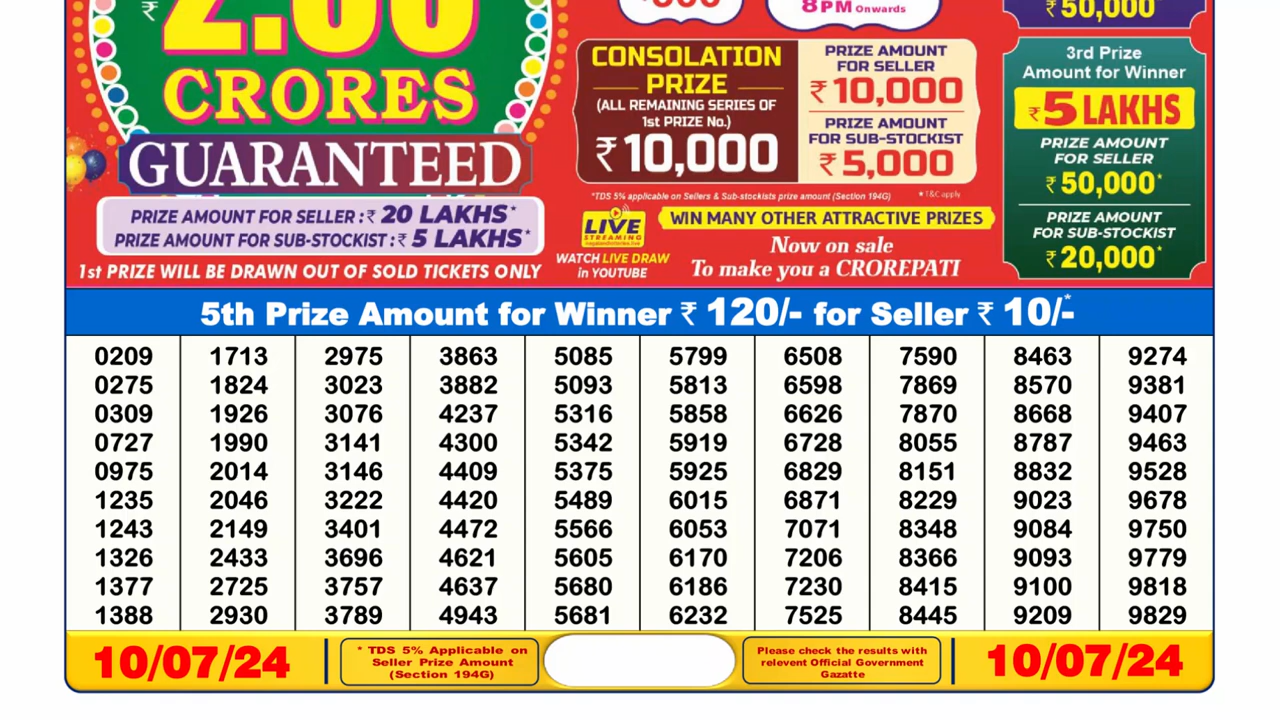 ₹
CRORES
GUARANTEED
PRIZE AMOUNT FOR SELLER : ₹ 20 LAKHS*
PRIZE AMOUNT FOR SUB-STOCKIST : ₹ 5 LAKHS*
1st PRIZE WILL BE DRAWN OUT OF SOLD TICKETS ONLY
8PM Onwards
CONSOLATION
PRIZE
(ALL REMAINING SERIES OF
1st PRIZE No.)
₹10,000
PRIZE AMOUNT
FOR SELLER
₹10,000
PRIZE AMOUNT
FOR SUB-STOCKIST
₹5,000
*TDS 5% applicable on Sellers & Sub-stockists prize amount (Section 194G)
*T&C apply
LIVE
STREAMING
WATCH LIVE DRAW
in YOUTUBE
WIN MANY OTHER ATTRACTIVE PRIZES
Now on sale
To make you a CROREPATI
₹50,000*
3rd Prize
Amount for Winner
₹5 LAKHS
PRIZE AMOUNT
FOR SELLER
₹50,000*
PRIZE AMOUNT
FOR SUB-STOCKIST
₹20,000*
5th Prize Amount for Winner ₹ 120/- for Seller ₹ 10/-*
0209 1713 2975 3863 5085 5799 6508 7590 8463 9274
0275 1824 3023 3882 5093 5813 6598 7869 8570 9381
0309 1926 3076 4237 5316 5858 6626 7870 8668 9407
0727 1990 3141 4300 5342 5919 6728 8055 8787 9463
0975 2014 3146 4409 5375 5925 6829 8151 8832 9528
1235 2046 3222 4420 5489 6015 6871 8229 9023 9678
1243 2149 3401 4472 5566 6053 7071 8348 9084 9750
1326 2433 3696 4621 5605 6170 7206 8366 9093 9779
1377 2725 3757 4637 5680 6186 7230 8415 9100 9818
1388 2930 3789 4943 5681 6232 7525 8445 9209 9829
10/07/24
* TDS 5% Applicable on
Seller Prize Amount
(Section 194G)
Please check the results with
relevent Official Government
Gazatte
10/07/24